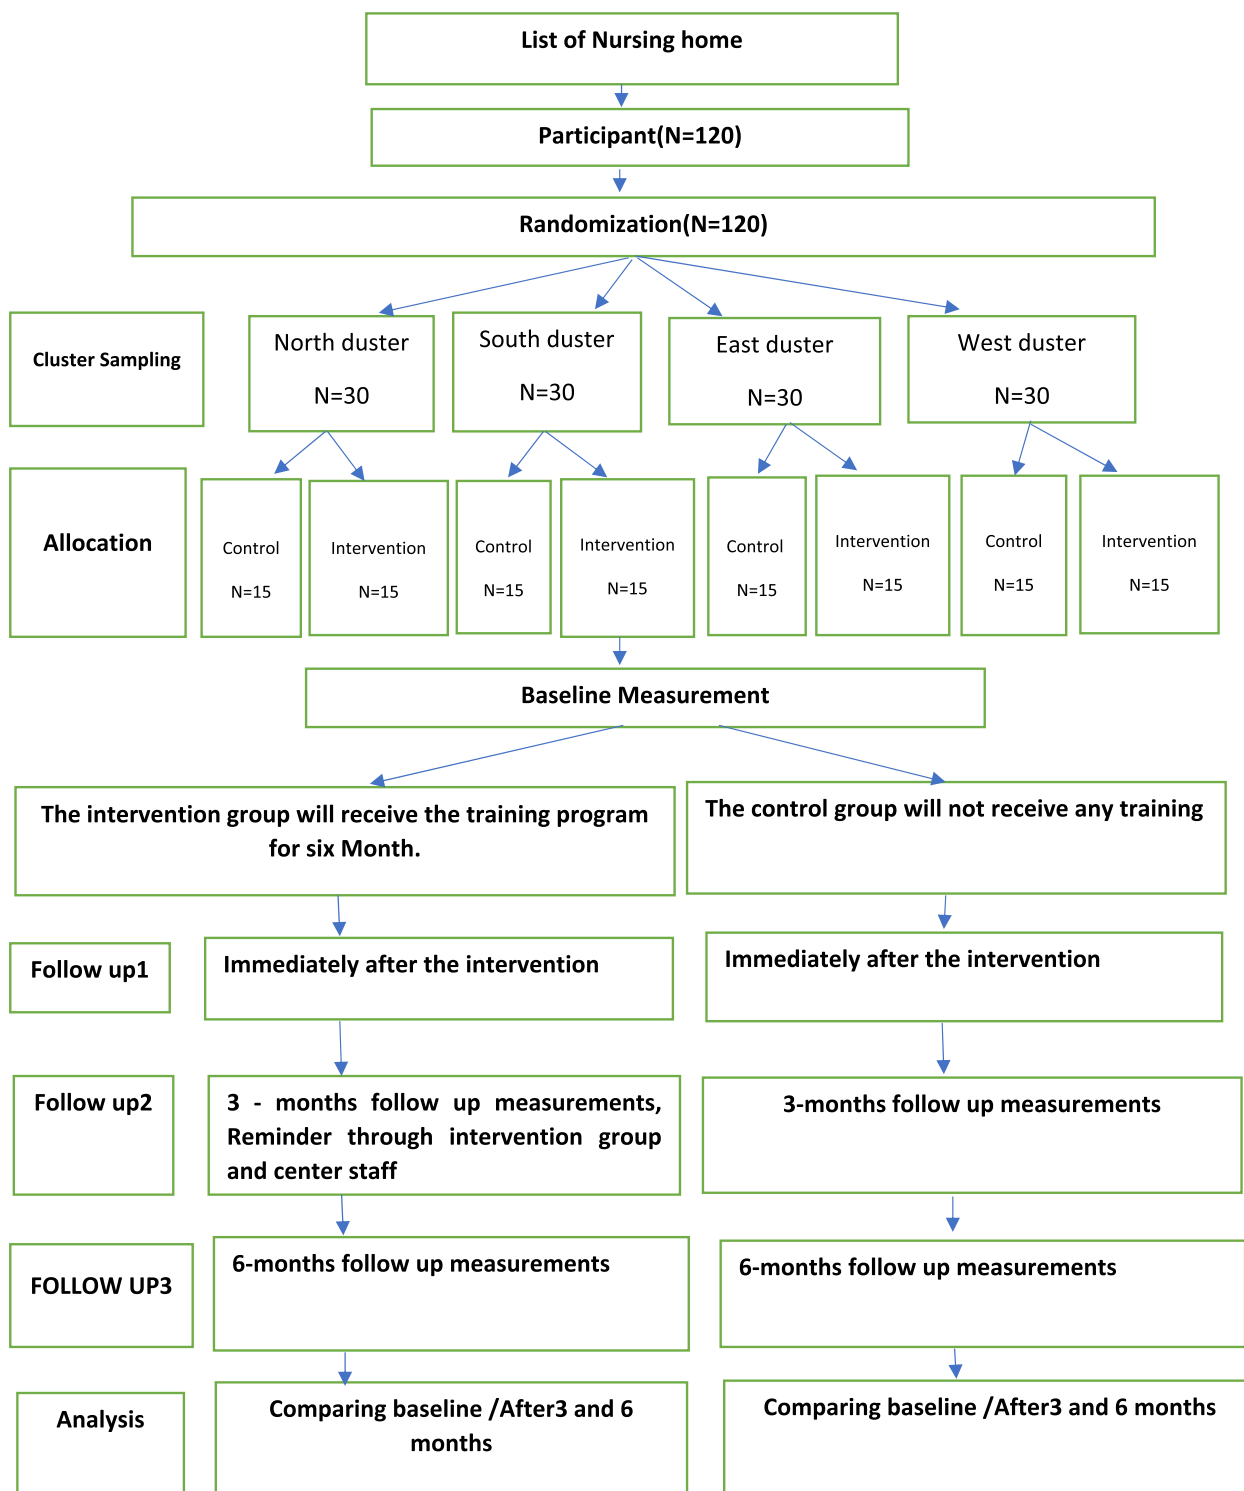 List of Nursing home
Participant(N=120)
Randomization(N=120)
Cluster Sampling
North duster
N=30
South duster
N=30
East duster
N=30
West duster
N=30
Allocation
Control
N=15
Intervention
N=15
Control
N=15
Intervention
N=15
Control
N=15
Intervention
N=15
Control
N=15
Intervention
N=15
Baseline Measurement
The intervention group will receive the training program
for six Month.
The control group will not receive any training
Follow up1
Immediately after the intervention
Immediately after the intervention
Follow up2
3 - months follow up measurements,
Reminder through intervention group
and center staff
3-months follow up measurements
FOLLOW UP3
6-months follow up measurements
6-months follow up measurements
Analysis
Comparing baseline /After3 and 6
months
Comparing baseline /After3 and 6 months